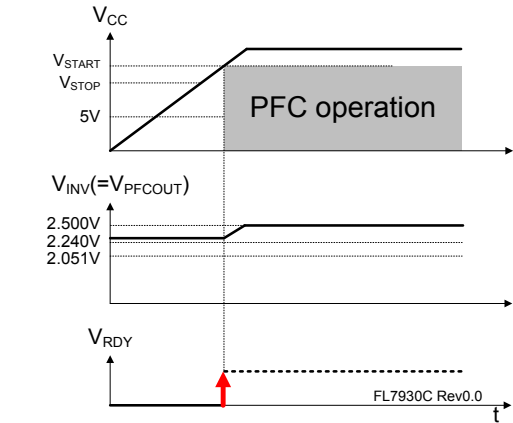 VCC
VSTART
VSTOP
5V
PFC operation
VINV(=VPFCOUT)
2.500V
2.240V
2.051V
VRDY
FL7930C Rev0.0
t